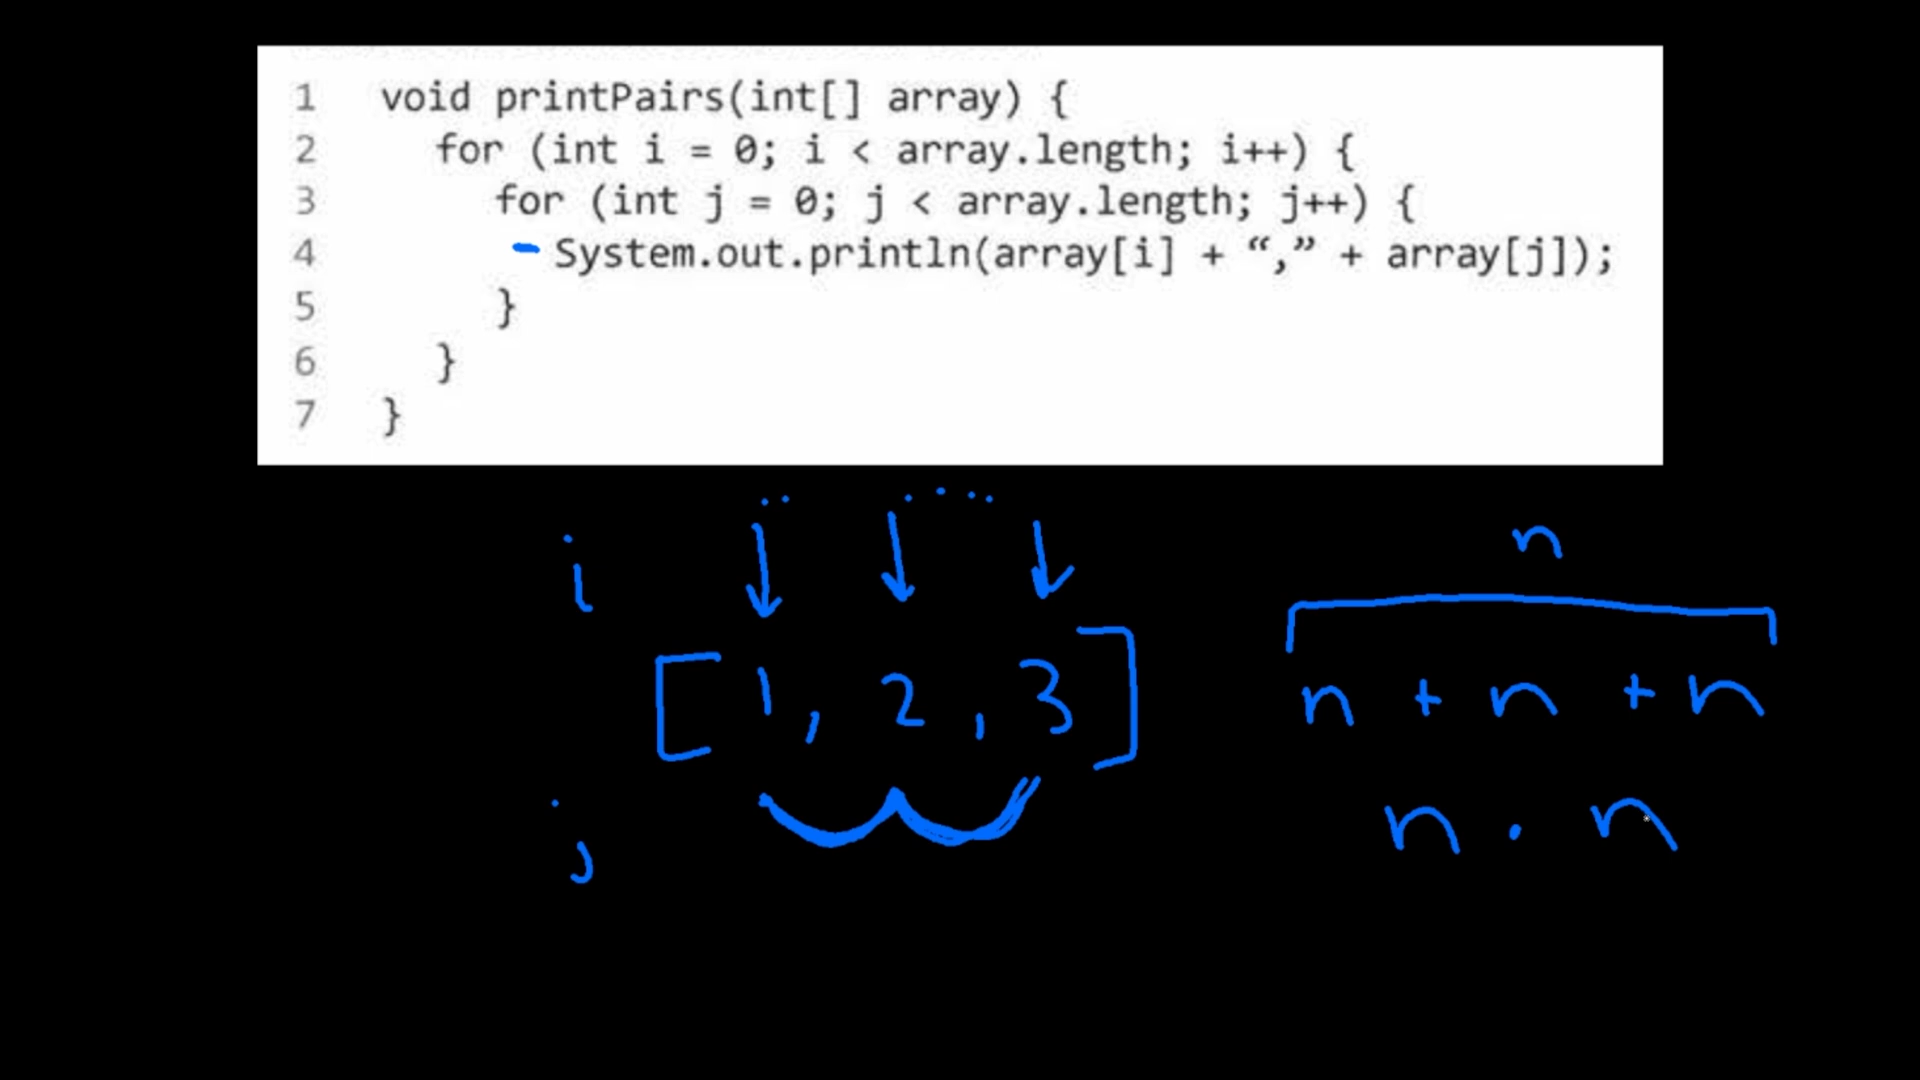 1 void printPairs(int[] array) {
2 for (int i = 0; i < array.length; i++) {
3 for (int j = 0; j < array.length; j++) {
4 System.out.println(array[i] + “,” + array[j]);
5 }
6 }
7 }
i
[1, 2, 3]
j
n
n + n + n
n · n